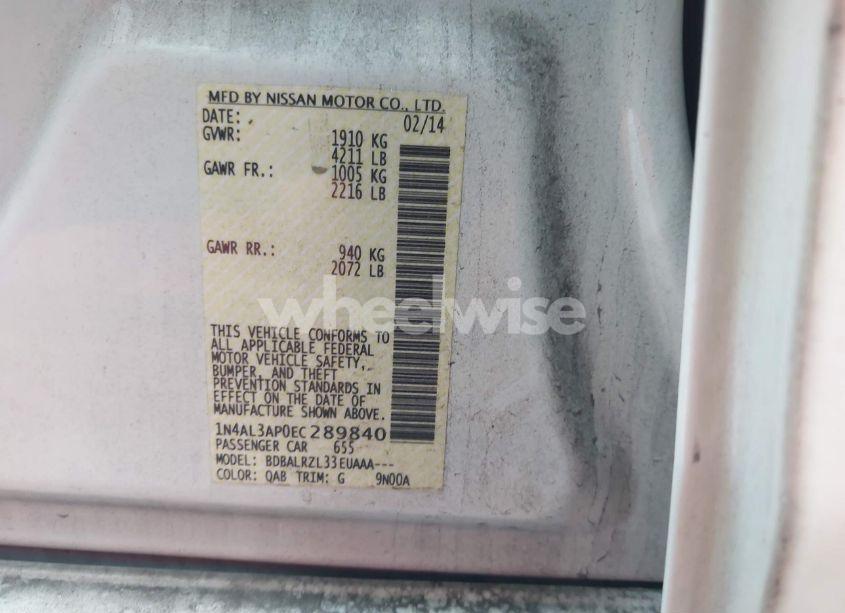 MFD BY NISSAN MOTOR CO., LTD.
DATE: 02/14
GVWR: 1910 KG
4211 LB
GAWR FR.: 1005 KG
2216 LB
GAWR RR.: 940 KG
2072 LB
wheelwise
THIS VEHICLE CONFORMS TO
ALL APPLICABLE FEDERAL
MOTOR VEHICLE SAFETY,
BUMPER, AND THEFT
PREVENTION STANDARDS IN
EFFECT ON THE DATE OF
MANUFACTURE SHOWN ABOVE.
1N4AL3AP0EC289840
PASSENGER CAR 655
MODEL: BDBALRZL33EUAAA---
COLOR: QAB TRIM: G 9N00A